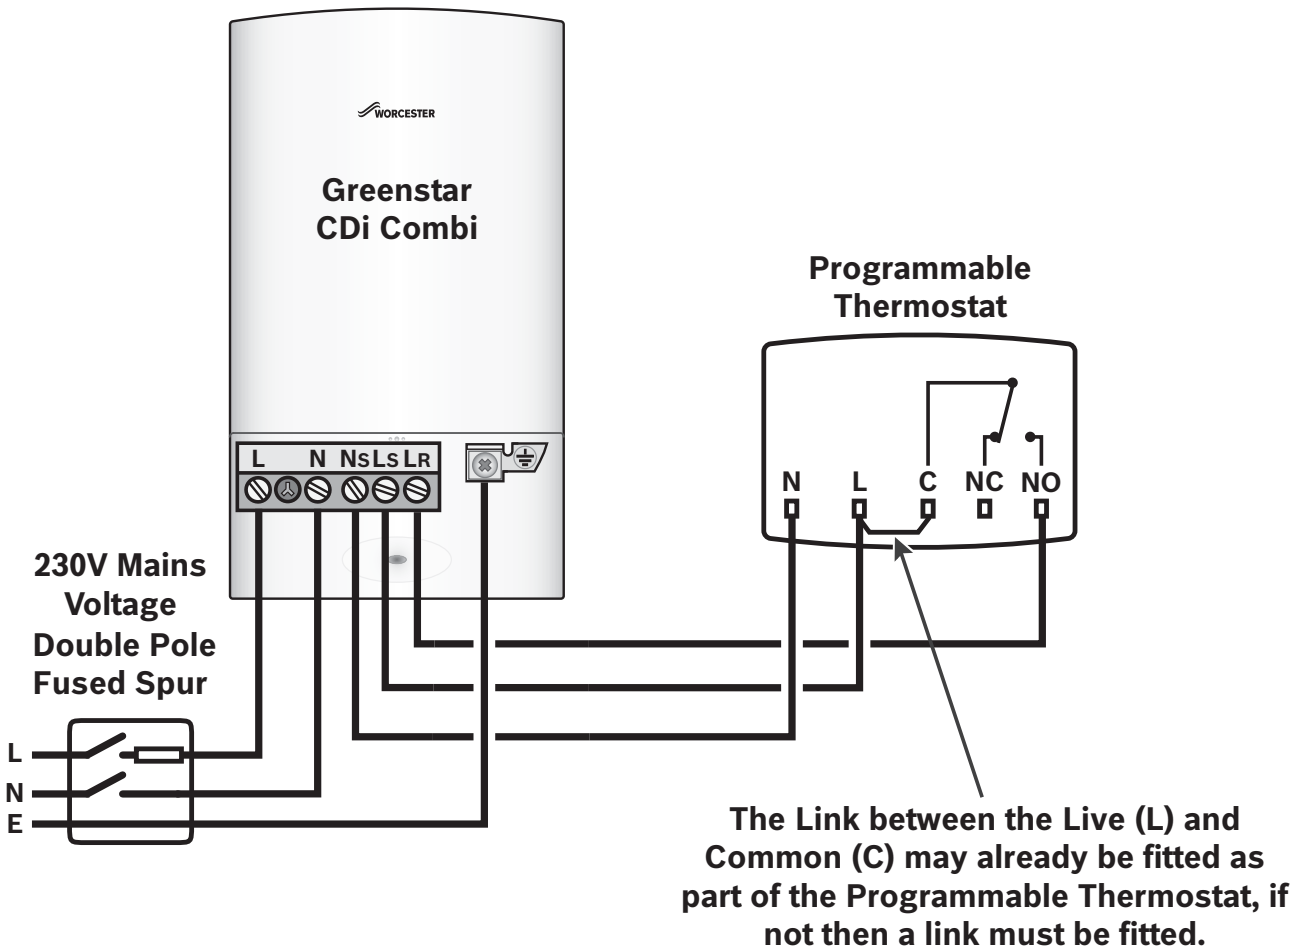 WORCESTER
Greenstar
CDi Combi
L N NS LS LR
Programmable
Thermostat
N L C NC NO
230V Mains
Voltage
Double Pole
Fused Spur
L
N
E
The Link between the Live (L) and
Common (C) may already be fitted as
part of the Programmable Thermostat, if
not then a link must be fitted.